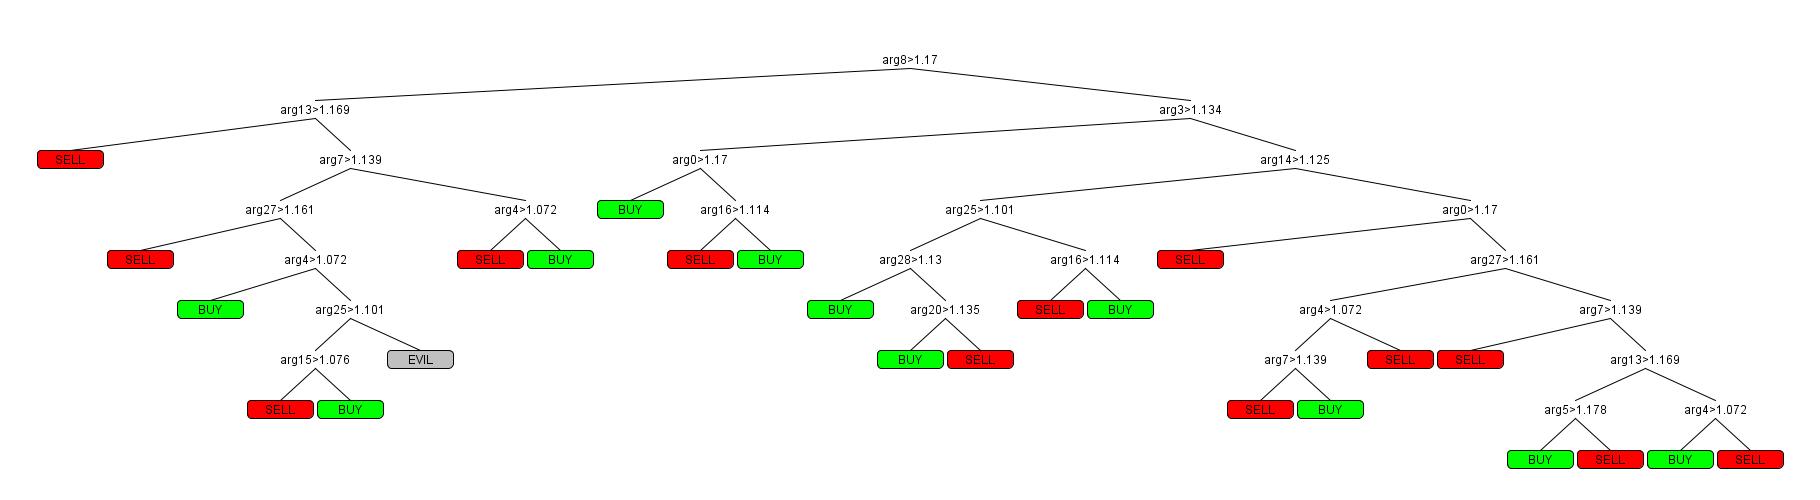 arg8>1.17
arg13>1.169 arg3>1.134
SELL arg7>1.139 arg0>1.17 arg14>1.125
arg27>1.161 arg4>1.072 BUY arg16>1.114 arg25>1.101 arg0>1.17
SELL arg4>1.072 SELL BUY SELL BUY arg28>1.13 arg16>1.114 SELL arg27>1.161
BUY arg25>1.101 BUY arg20>1.135 SELL BUY arg4>1.072 arg7>1.139
arg15>1.076 EVIL BUY SELL arg7>1.139 SELL SELL arg13>1.169
SELL BUY SELL BUY arg5>1.178 arg4>1.072
BUY SELL BUY SELL